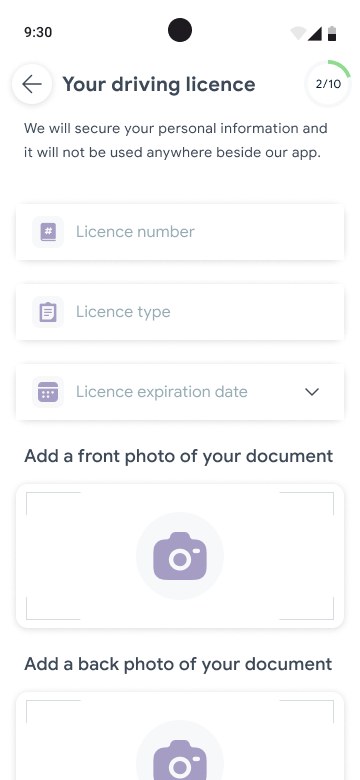 9:30
Your driving licence
2/10
We will secure your personal information and
it will not be used anywhere beside our app.
#
Licence number
Licence type
Licence expiration date
Add a front photo of your document
Add a back photo of your document